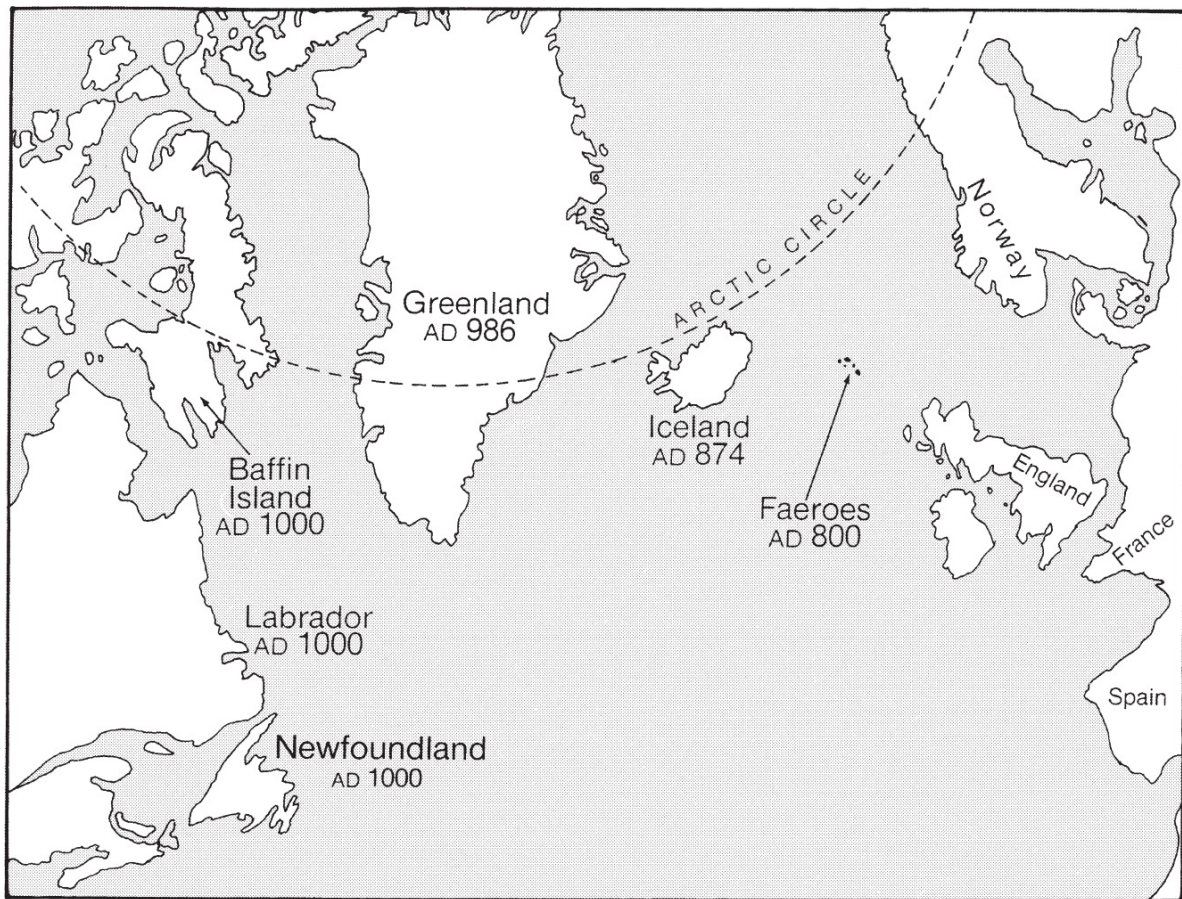 ARCTIC CIRCLE
Norway
Greenland
AD 986
Iceland
AD 874
Faeroes
AD 800
England
France
Spain
Baffin
Island
AD 1000
Labrador
AD 1000
Newfoundland
AD 1000